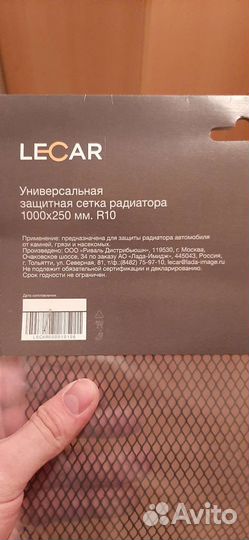 LECAR
Универсальная
защитная сетка радиатора
1000x250 мм. R10
Применение: предназначена для защиты радиатора автомобиля
от камней, грязи и насекомых.
Произведено: ООО «Риваль Дистрибьюшн», 119530, г. Москва,
Очаковское шоссе, 34 по заказу АО «Лада-Имидж», 445043, Россия,
г. Тольятти, ул. Северная, 81, т/ф.:(8482) 75-97-10, lecar@lada-image.ru
Не подлежит обязательной сертификации и декларированию.
Срок годности не ограничен.
Дата изготовления
LECAR000010106
Avito